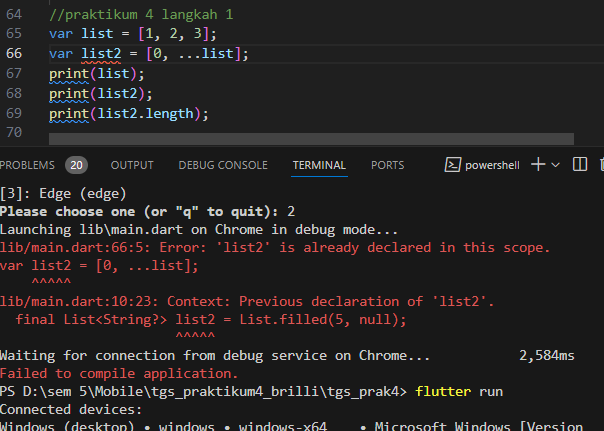 64 //praktikum 4 langkah 1
65 var list = [1, 2, 3];
66 var list2 = [0, ...list];
67 print(list);
68 print(list2);
69 print(list2.length);
70
PROBLEMS 20 OUTPUT DEBUG CONSOLE TERMINAL PORTS powershell
[3]: Edge (edge)
Please choose one (or "q" to quit): 2
Launching lib\main.dart on Chrome in debug mode...
lib/main.dart:66:5: Error: 'list2' is already declared in this scope.
var list2 = [0, ...list];
^^^^^
lib/main.dart:10:23: Context: Previous declaration of 'list2'.
final List<String?> list2 = List.filled(5, null);
^^^^^
Waiting for connection from debug service on Chrome... 2,584ms
Failed to compile application.
PS D:\sem 5\Mobile\tgs_praktikum4_brilli\tgs_prak4> flutter run
Connected devices:
Windows (desktop) • windows • windows-x64 • Microsoft Windows [Version